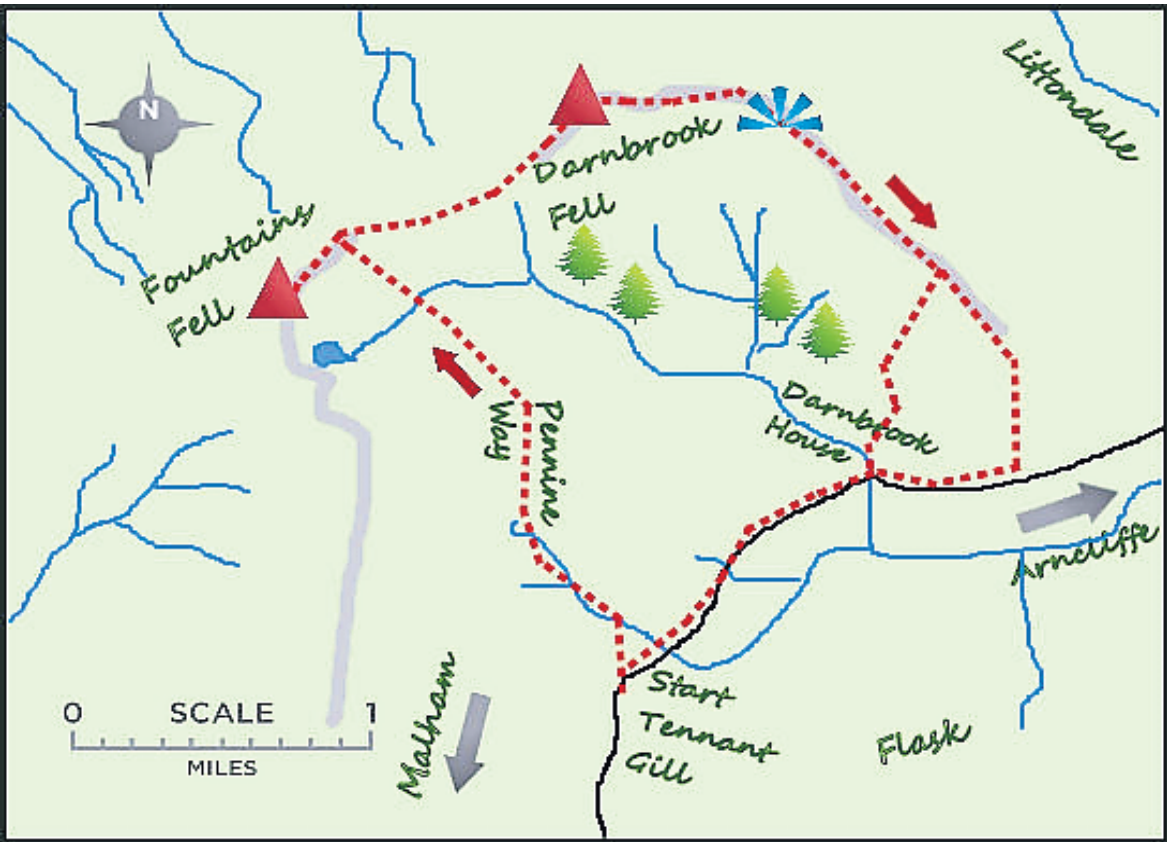 N
Littondale
Darnbrook
Fell
Fountains
Fell
Darnbrook
House
Pennine
Way
Arncliffe
Start
Tennant
Gill
Flask
Malham
0 SCALE 1
MILES